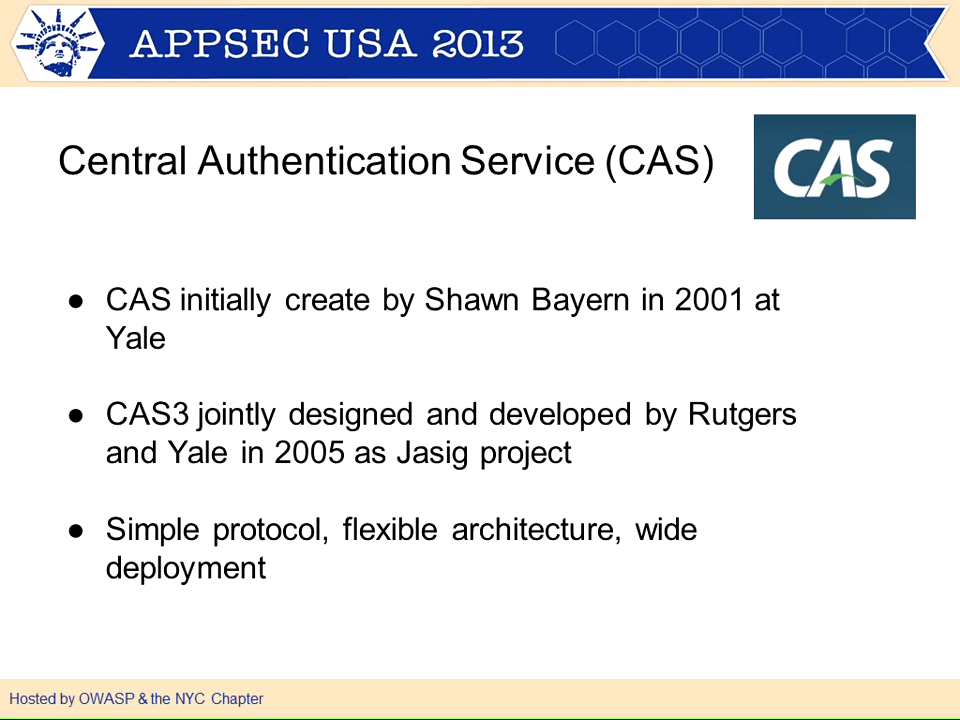 APPSEC USA 2013
Central Authentication Service (CAS)
CAS
● CAS initially create by Shawn Bayern in 2001 at
Yale
● CAS3 jointly designed and developed by Rutgers
and Yale in 2005 as Jasig project
● Simple protocol, flexible architecture, wide
deployment
Hosted by OWASP & the NYC Chapter